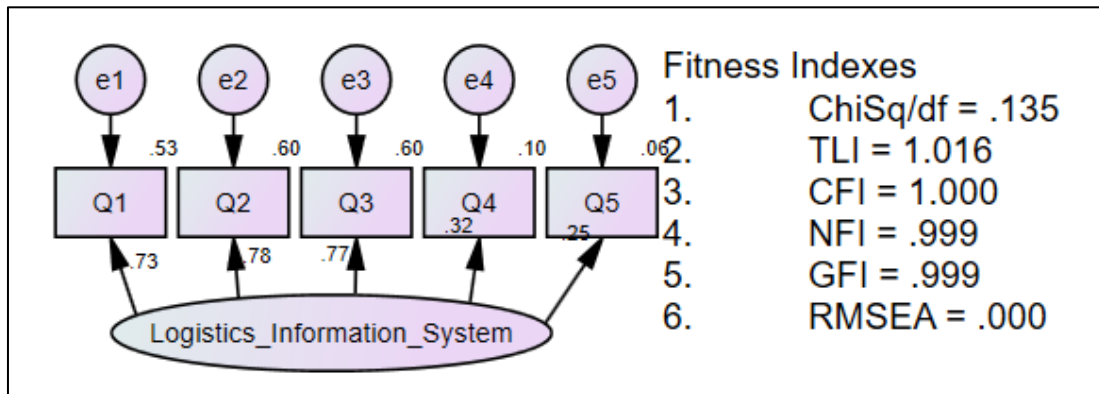 e1 e2 e3 e4 e5
.53 .60 .60 .10 .06
Q1 Q2 Q3 Q4 Q5
.73 .78 .77 .32 .25
Logistics_Information_System
Fitness Indexes
1. ChiSq/df = .135
2. TLI = 1.016
3. CFI = 1.000
4. NFI = .999
5. GFI = .999
6. RMSEA = .000